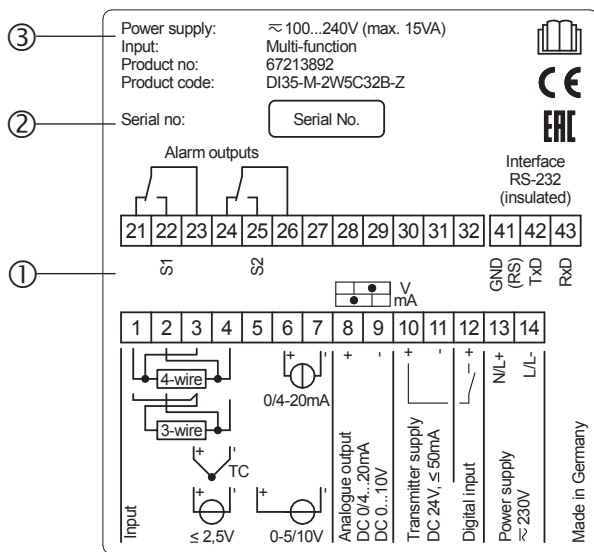 ③
Power supply: ≂ 100...240V (max. 15VA)
Input: Multi-function
Product no: 67213892
Product code: DI35-M-2W5C32B-Z
CE
②
Serial no: Serial No.
EAC
Alarm outputs
Interface
RS-232
(insulated)
21 22 23 24 25 26 27 28 29 30 31 32 41 42 43
①
S1
S2
GND
(RS)
TxD
RxD
V
mA
1 2 3 4 5 6 7 8 9 10 11 12 13 14
+ -
+ -
+ -
- +
N/L+
L/L-
4-wire
0/4-20mA
3-wire
+ -
TC
+ -
+ -
≤ 2,5V
0-5/10V
Input
Analogue output
DC 0/4...20mA
DC 0...10V
Transmitter supply
DC 24V, ≤ 50mA
Digital input
Power supply
≂ 230V
Made in Germany